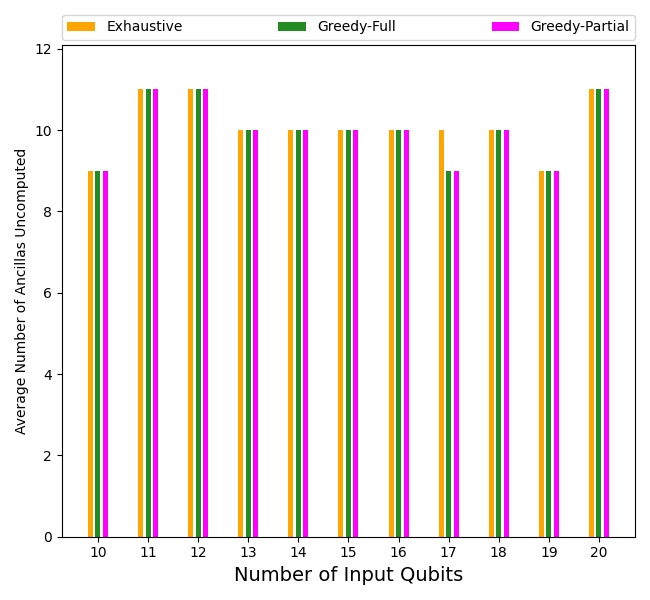 Exhaustive Greedy-Full Greedy-Partial
12
10
8
6
4
2
0
Average Number of Ancillas Uncomputed
10 11 12 13 14 15 16 17 18 19 20
Number of Input Qubits